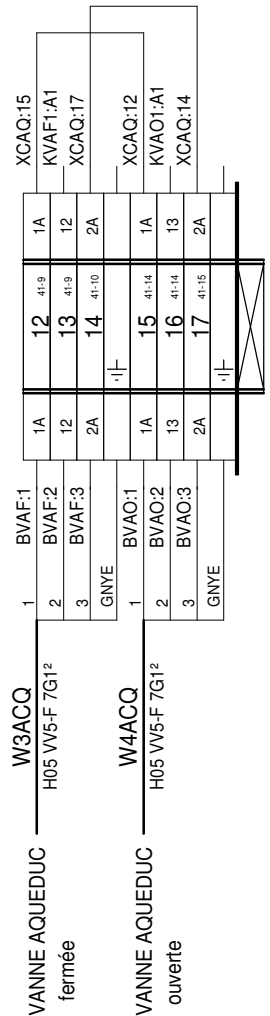 VANNE AQUEDUC
fermée
W3ACQ
H05 VV5-F 7G1²
1 BVAF:1 1A 12 41-9 1A XCAQ:15
2 BVAF:2 12 13 41-9 12 KVAF1:A1
3 BVAF:3 2A 14 41-10 2A XCAQ:17
GNYE
VANNE AQUEDUC
ouverte
W4ACQ
H05 VV5-F 7G1²
1 BVAO:1 1A 15 41-14 1A XCAQ:12
2 BVAO:2 13 16 41-14 13 KVAO1:A1
3 BVAO:3 2A 17 41-15 2A XCAQ:14
GNYE